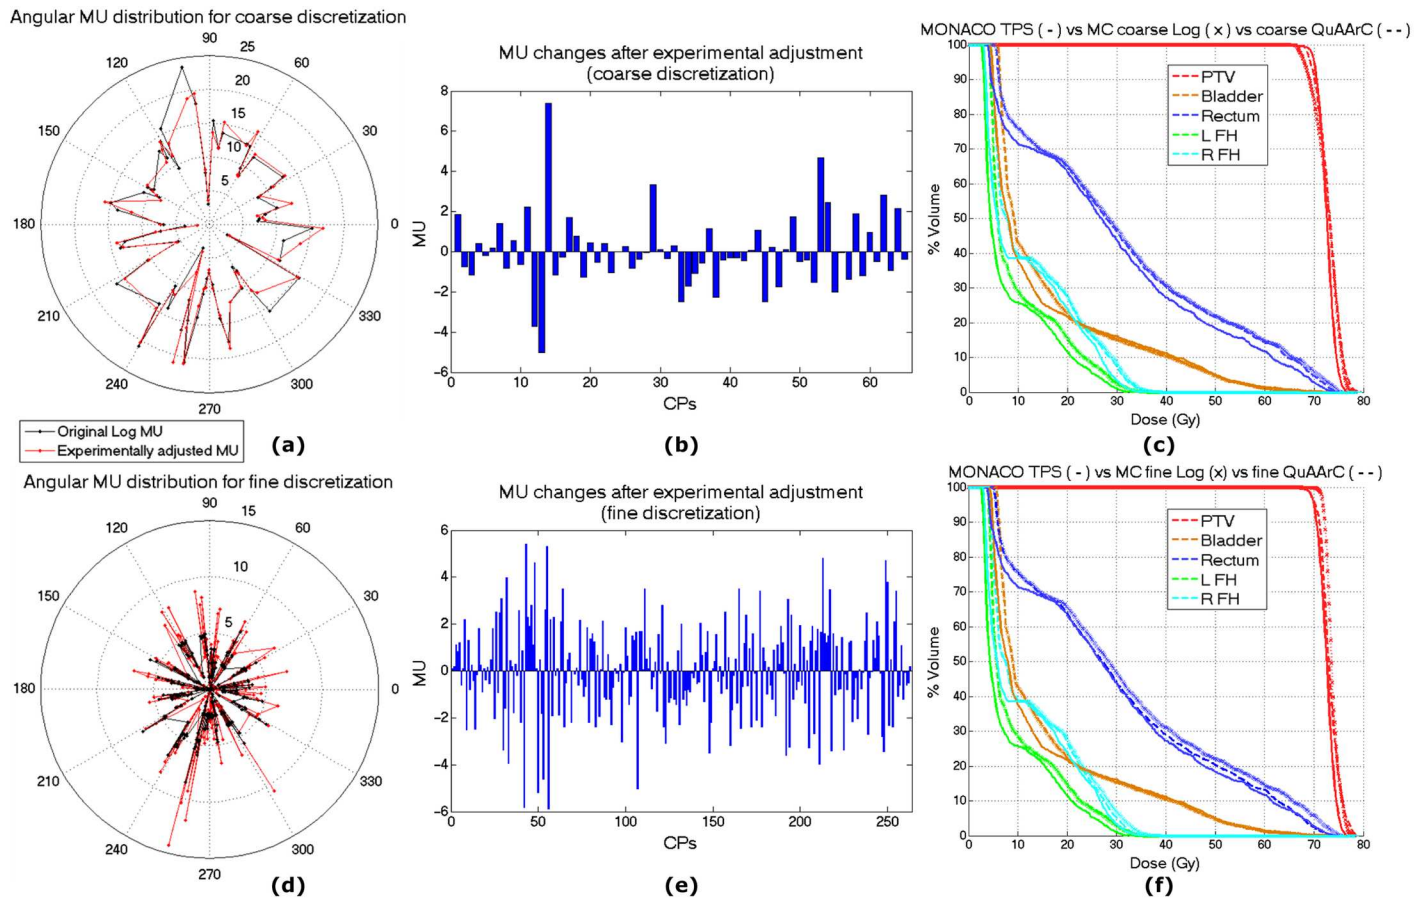 Angular MU distribution for coarse discretization
90
120
60
25
20
15
10
5
150
30
180
0
210
330
240
300
270
Original Log MU
Experimentally adjusted MU
(a)
MU changes after experimental adjustment
(coarse discretization)
8
6
4
2
0
-2
-4
-6
MU
0 10 20 30 40 50 60
CPs
(b)
MONACO TPS ( - ) vs MC coarse Log ( x ) vs coarse QuAArC ( - - )
100
90
80
70
60
50
40
30
20
10
0
% Volume
PTV
Bladder
Rectum
L FH
R FH
0 10 20 30 40 50 60 70 80
Dose (Gy)
(c)
Angular MU distribution for fine discretization
90
120
60
15
10
5
150
30
180
0
210
330
240
300
270
(d)
MU changes after experimental adjustment
(fine discretization)
6
4
2
0
-2
-4
-6
MU
0 50 100 150 200 250
CPs
(e)
MONACO TPS ( - ) vs MC fine Log (x) vs fine QuAArC ( - - )
100
90
80
70
60
50
40
30
20
10
0
% Volume
PTV
Bladder
Rectum
L FH
R FH
0 10 20 30 40 50 60 70 80
Dose (Gy)
(f)